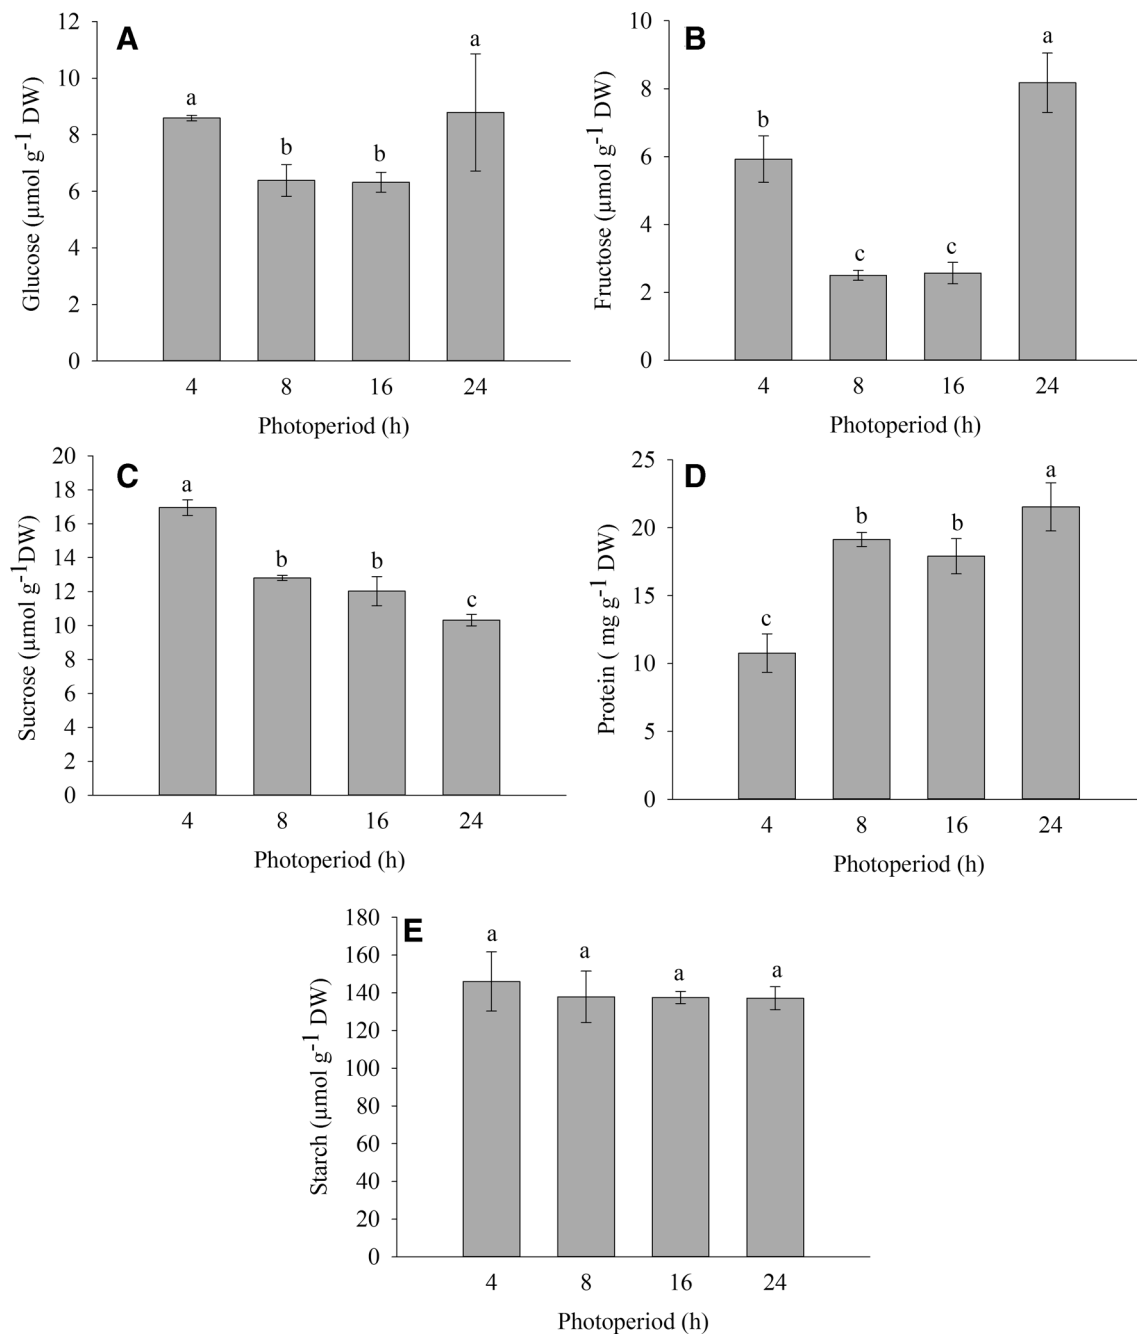 A
Glucose (µmol g-1 DW)
12
10
8
6
4
2
0
a
b
b
a
4 8 16 24
Photoperiod (h)
B
Fructose (µmol g-1 DW)
10
8
6
4
2
0
b
c
c
a
4 8 16 24
Photoperiod (h)
C
Sucrose (µmol g-1DW)
20
18
16
14
12
10
8
6
4
2
0
a
b
b
c
4 8 16 24
Photoperiod (h)
D
Protein ( mg g-1 DW)
25
20
15
10
5
0
c
b
b
a
4 8 16 24
Photoperiod (h)
E
Starch (µmol g-1 DW)
180
160
140
120
100
80
60
40
20
0
a
a
a
a
4 8 16 24
Photoperiod (h)